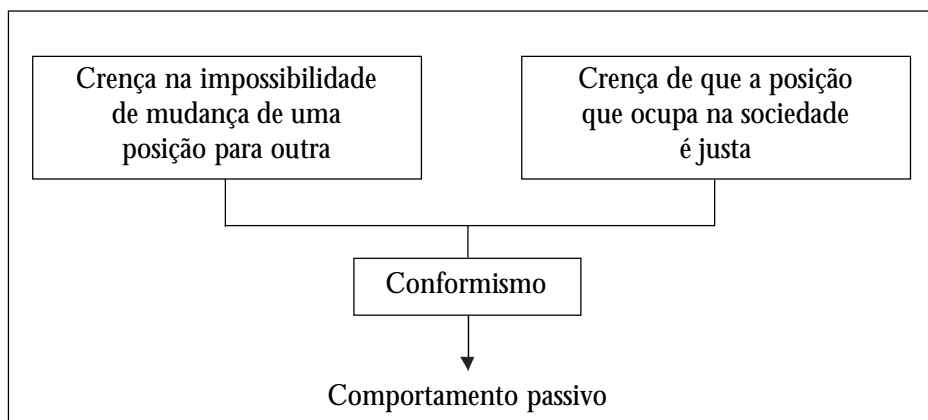 Crença na impossibilidade
de mudança de uma
posição para outra
Crença de que a posição
que ocupa na sociedade
é justa
Conformismo
Comportamento passivo